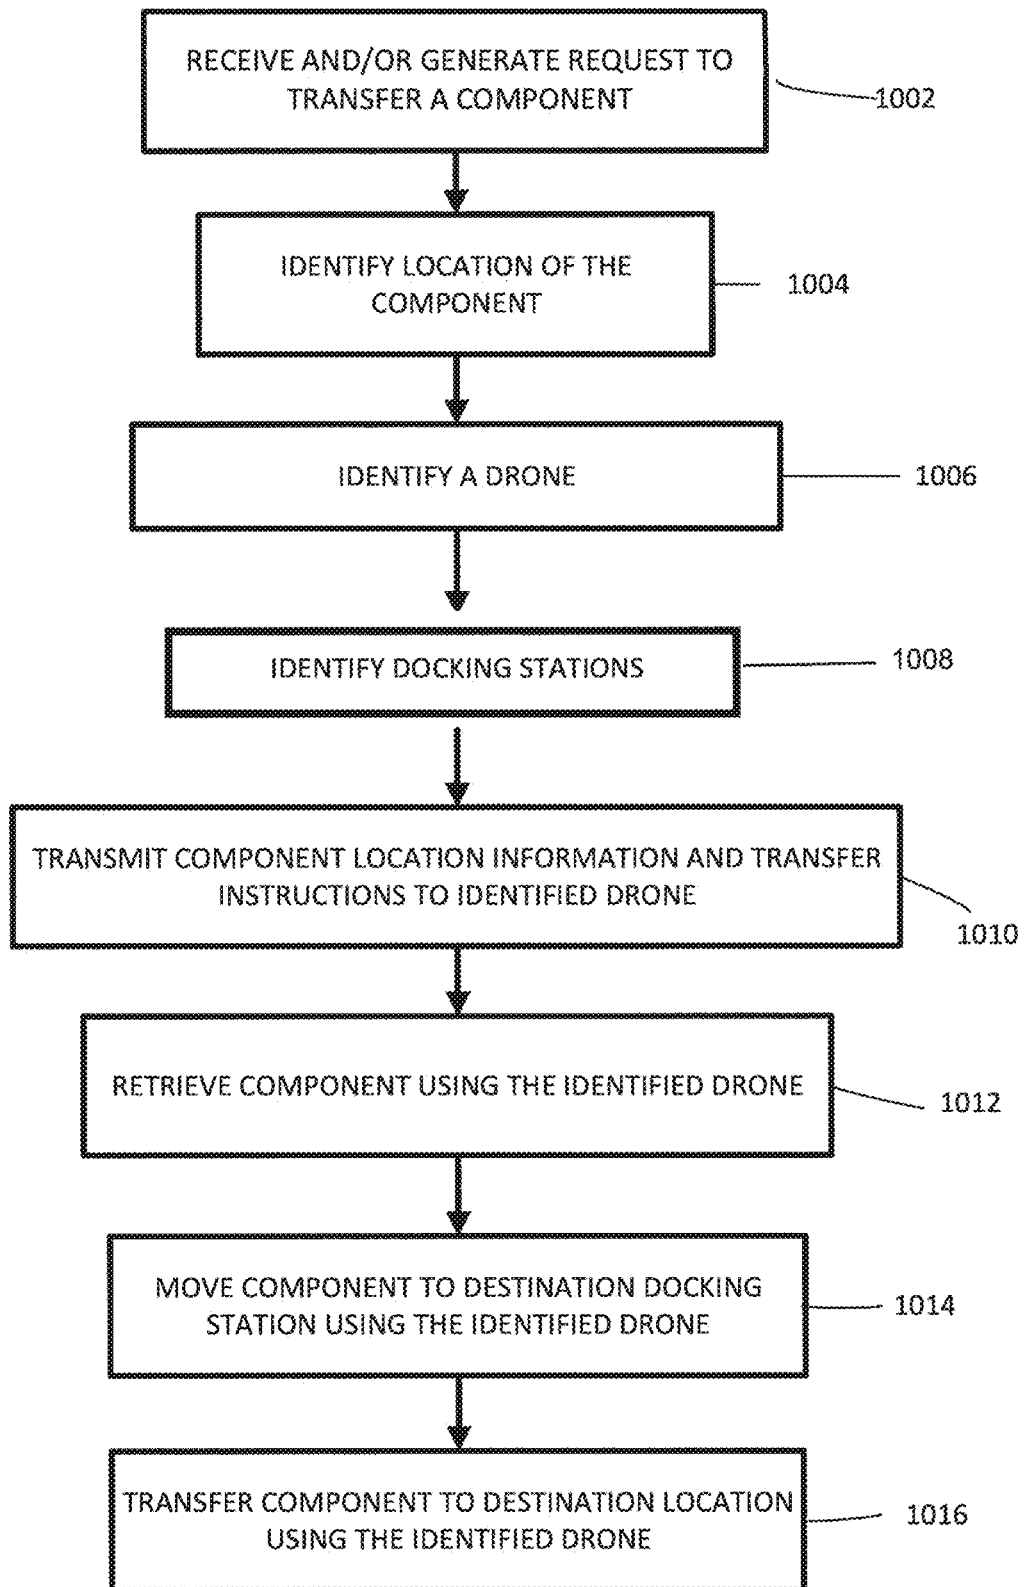 RECEIVE AND/OR GENERATE REQUEST TO
TRANSFER A COMPONENT
1002
IDENTIFY LOCATION OF THE
COMPONENT
1004
IDENTIFY A DRONE
1006
IDENTIFY DOCKING STATIONS
1008
TRANSMIT COMPONENT LOCATION INFORMATION AND TRANSFER
INSTRUCTIONS TO IDENTIFIED DRONE
1010
RETRIEVE COMPONENT USING THE IDENTIFIED DRONE
1012
MOVE COMPONENT TO DESTINATION DOCKING
STATION USING THE IDENTIFIED DRONE
1014
TRANSFER COMPONENT TO DESTINATION LOCATION
USING THE IDENTIFIED DRONE
1016